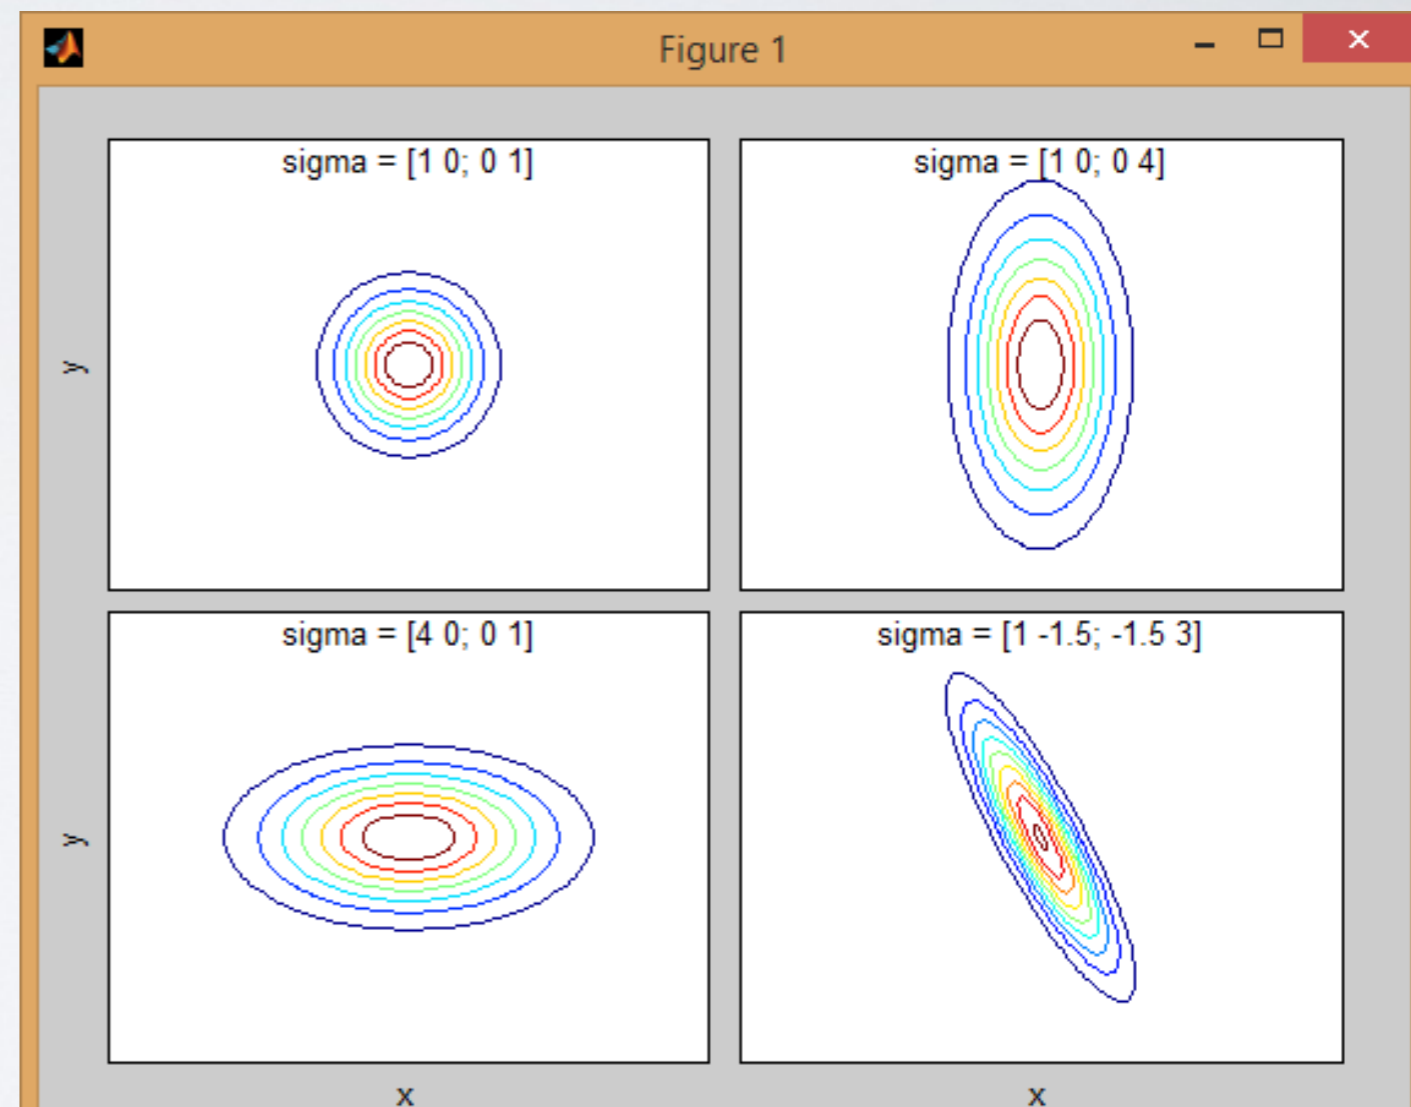 Figure 1
sigma = [1 0; 0 1]
sigma = [1 0; 0 4]
y
sigma = [4 0; 0 1]
sigma = [1 -1.5; -1.5 3]
y
x
x